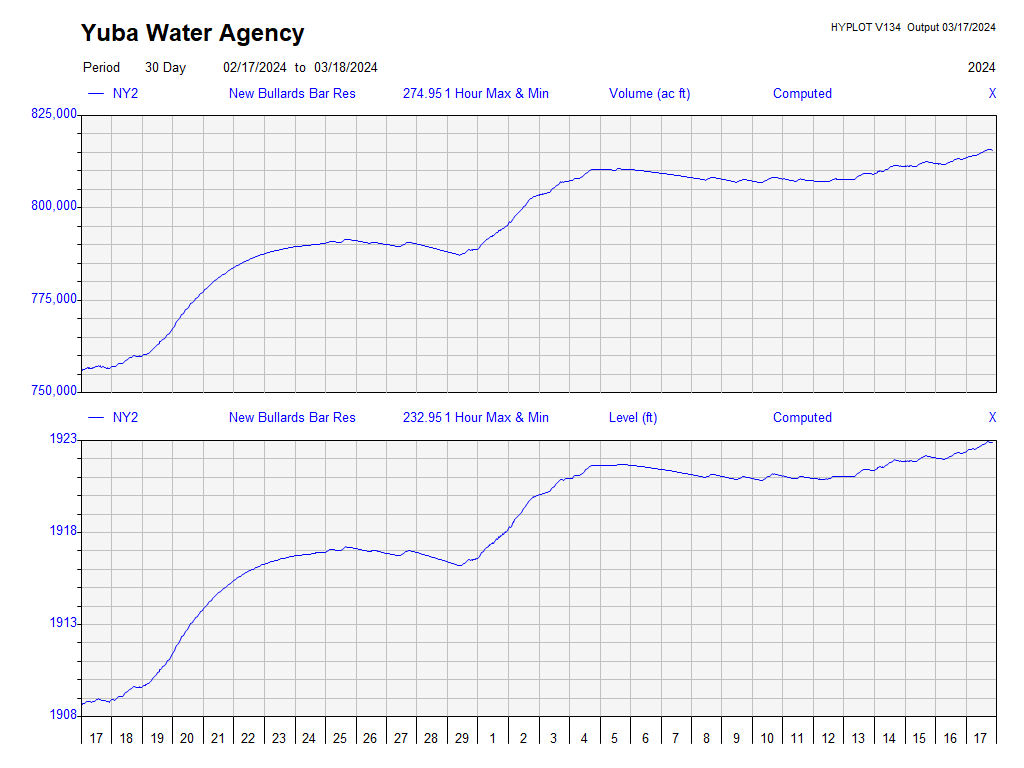 Yuba Water Agency
HYPLOT V134 Output 03/17/2024
Period 30 Day 02/17/2024 to 03/18/2024 2024
NY2 New Bullards Bar Res 274.95 1 Hour Max & Min Volume (ac ft) Computed X
825,000
800,000
775,000
750,000
NY2 New Bullards Bar Res 232.95 1 Hour Max & Min Level (ft) Computed X
1923
1918
1913
1908
17 18 19 20 21 22 23 24 25 26 27 28 29 1 2 3 4 5 6 7 8 9 10 11 12 13 14 15 16 17